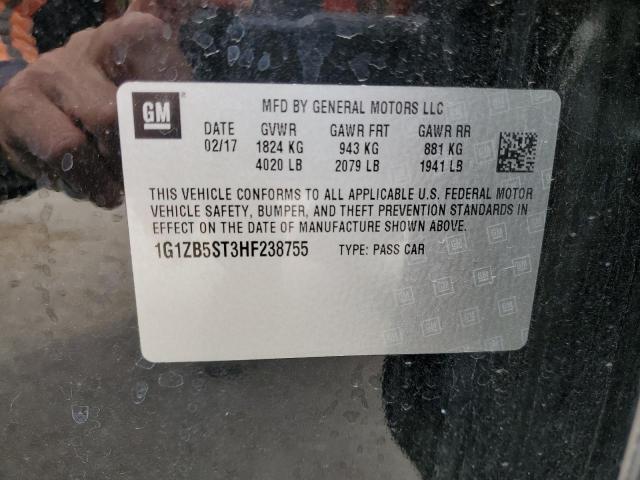 GM MFD BY GENERAL MOTORS LLC
DATE GVWR GAWR FRT GAWR RR
02/17 1824 KG 943 KG 881 KG
4020 LB 2079 LB 1941 LB
THIS VEHICLE CONFORMS TO ALL APPLICABLE U.S. FEDERAL MOTOR
VEHICLE SAFETY, BUMPER, AND THEFT PREVENTION STANDARDS IN
EFFECT ON THE DATE OF MANUFACTURE SHOWN ABOVE.
1G1ZB5ST3HF238755 TYPE: PASS CAR